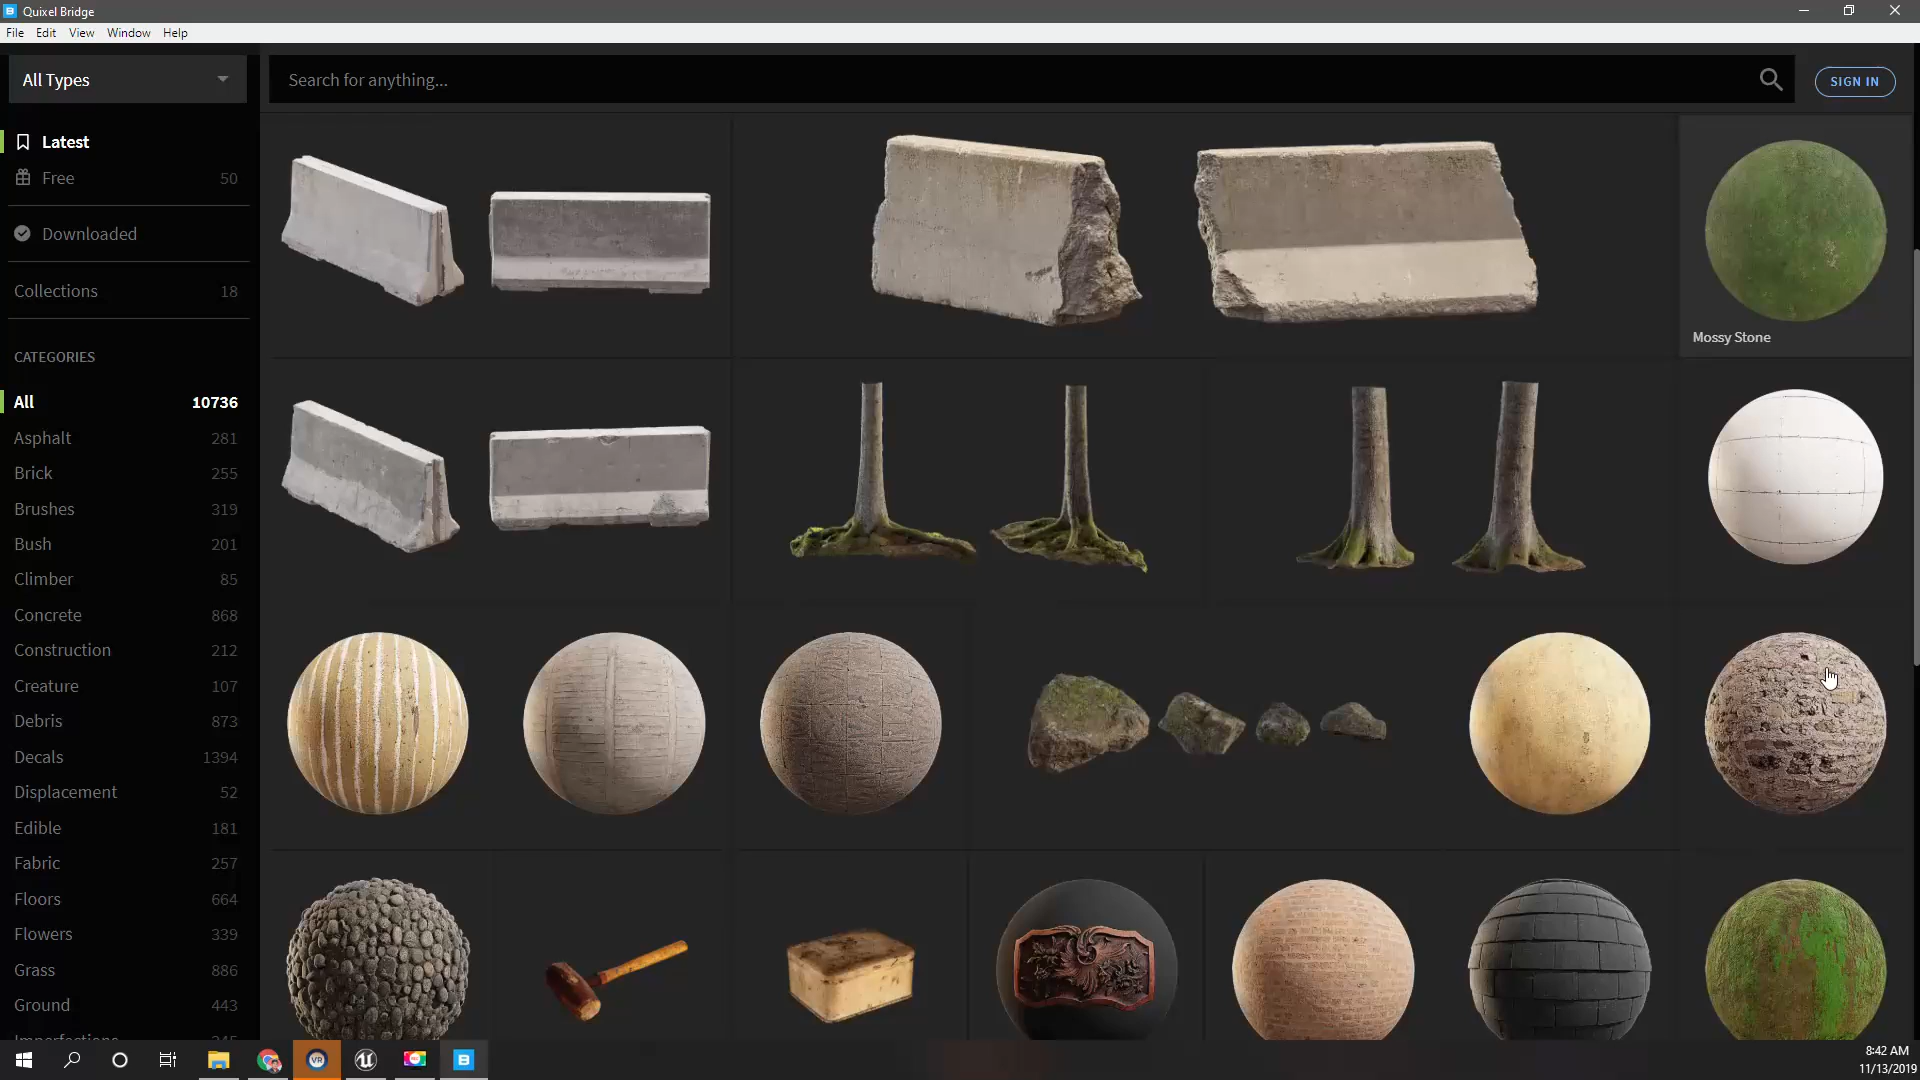 Quixel Bridge
File Edit View Window Help
All Types
Search for anything...
SIGN IN
Latest
Free 50
Downloaded
Collections 18
CATEGORIES
All 10736
Asphalt 281
Brick 255
Brushes 319
Bush 201
Climber 85
Concrete 868
Construction 212
Creature 107
Debris 873
Decals 1394
Displacement 52
Edible 181
Fabric 257
Floors 664
Flowers 339
Grass 886
Ground 443
Mossy Stone
VR
8:42 AM
11/13/2019